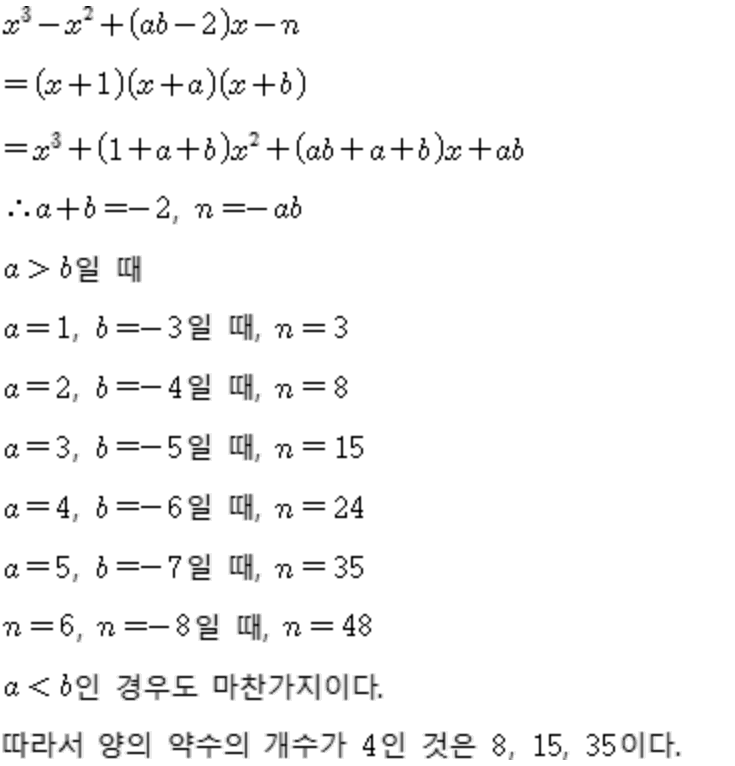 x³−x²+(ab−2)x−n
=(x+1)(x+a)(x+b)
=x³+(1+a+b)x²+(ab+a+b)x+ab
∴a+b=−2, n=−ab
a>b일 때
a=1, b=−3일 때, n=3
a=2, b=−4일 때, n=8
a=3, b=−5일 때, n=15
a=4, b=−6일 때, n=24
a=5, b=−7일 때, n=35
n=6, n=−8일 때, n=48
a<b인 경우도 마찬가지이다.
따라서 양의 약수의 개수가 4인 것은 8, 15, 35이다.